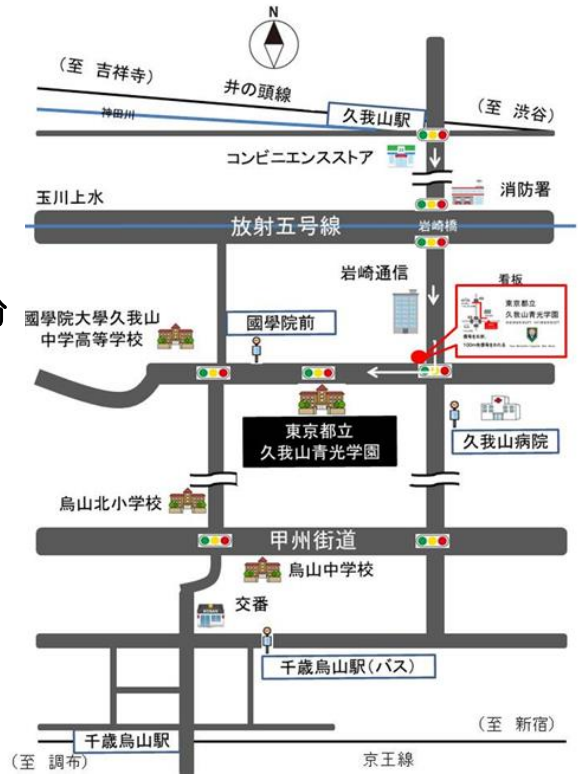 N
(至 吉祥寺)
井の頭線
神田川
久我山駅
(至 渋谷)
コンビニエンスストア
消防署
玉川上水
放射五号線
岩崎橋
岩崎通信
看板
東京都立
久我山青光学園
分
國學院大學久我山
中学高等学校
國學院前
東京都立
久我山青光学園
久我山病院
烏山北小学校
甲州街道
烏山中学校
交番
千歳烏山駅(バス)
(至 新宿)
千歳烏山駅
(至 調布)
京王線